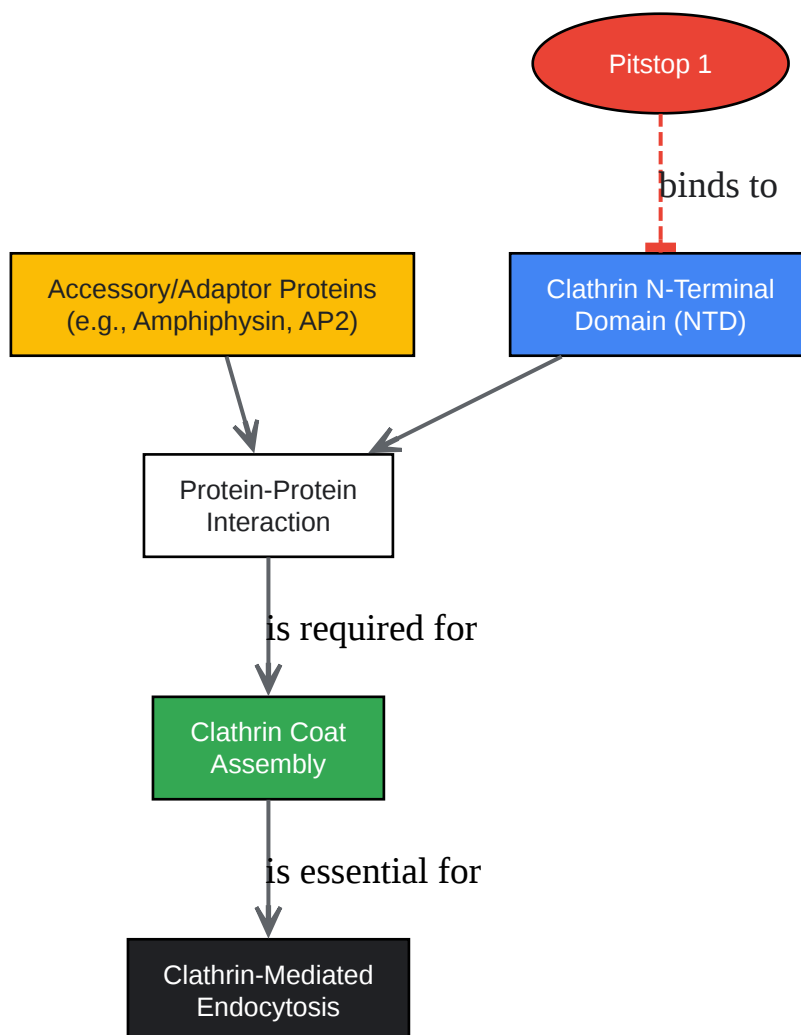 Pitstop 1
binds to
Accessory/Adaptor Proteins
(e.g., Amphiphysin, AP2)
Clathrin N-Terminal
Domain (NTD)
Protein-Protein
Interaction
is required for
Clathrin Coat
Assembly
is essential for
Clathrin-Mediated
Endocytosis